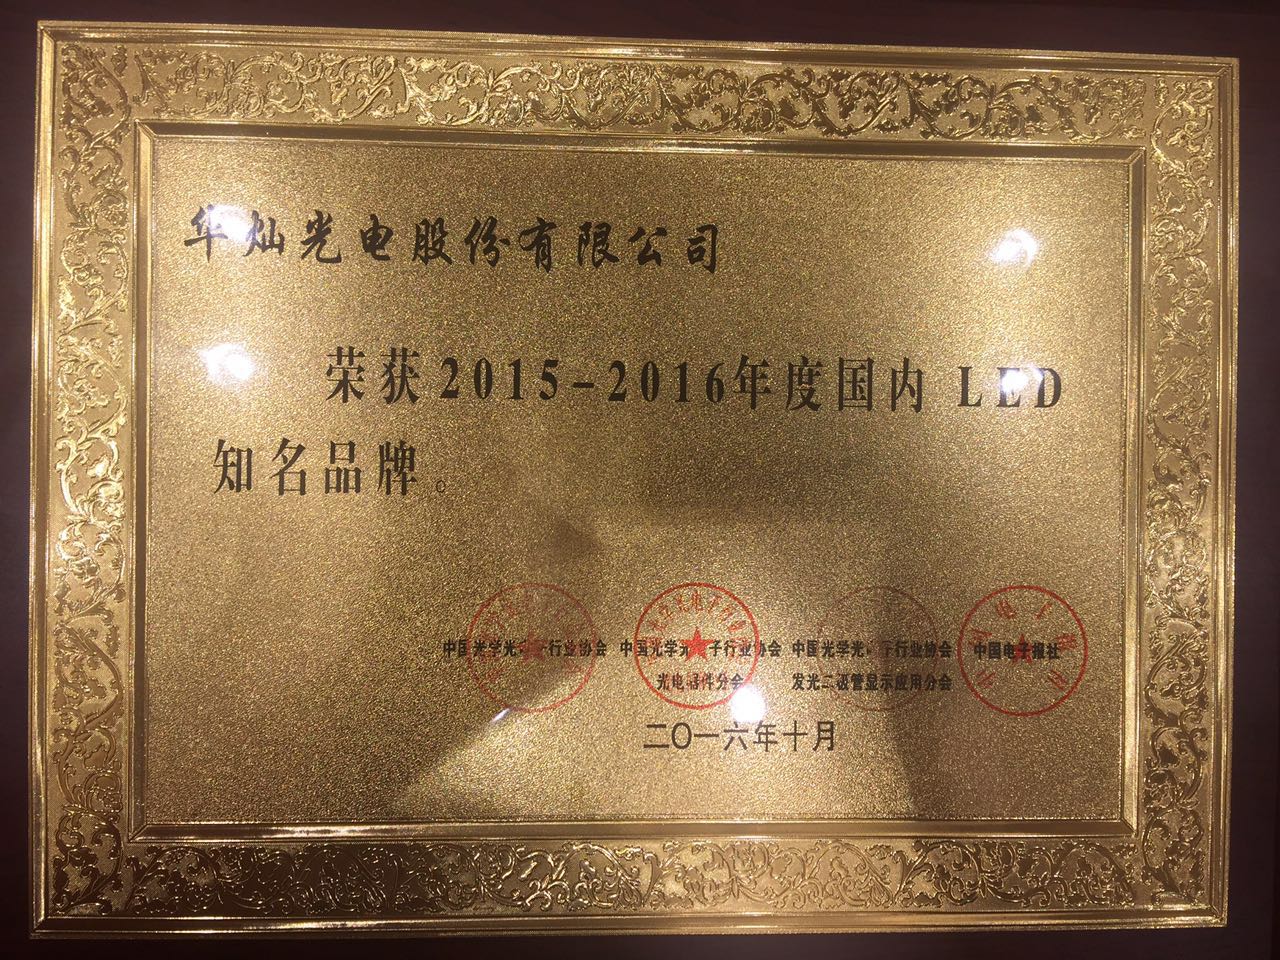 华灿光电股份有限公司
荣获2015-2016年度国内 LED
知名品牌。
中国光学光电子行业协会 中国光学光电子行业协会 中国光学光电子行业协会 中国电子报社
光电器件分会 发光二极管显示应用分会
二〇一六年十月